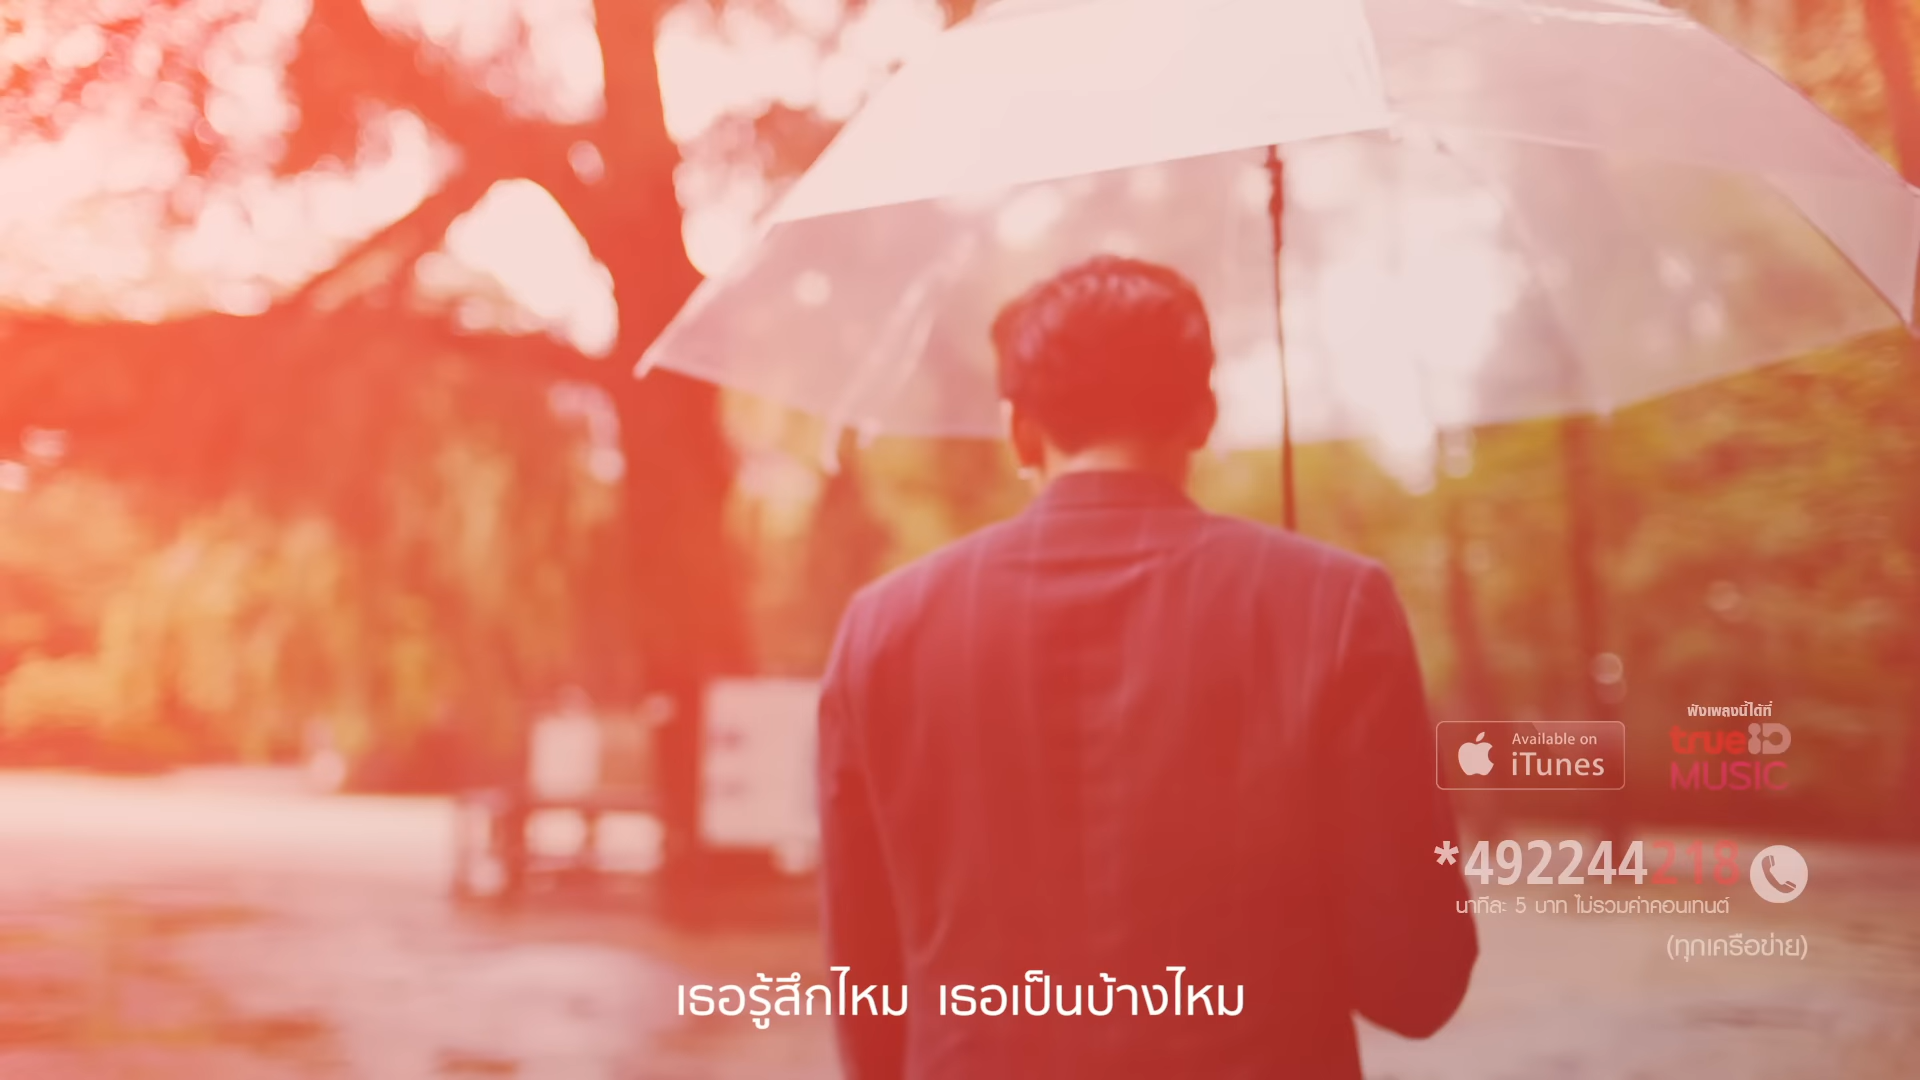 ฟังเพลงนี้ได้ที่
Available on
iTunes
trueID
MUSIC
*492244218
นาทีละ 5 บาท ไม่รวมค่าคอนเทนต์
(ทุกเครือข่าย)
เธอรู้สึกไหม เธอเป็นบ้างไหม